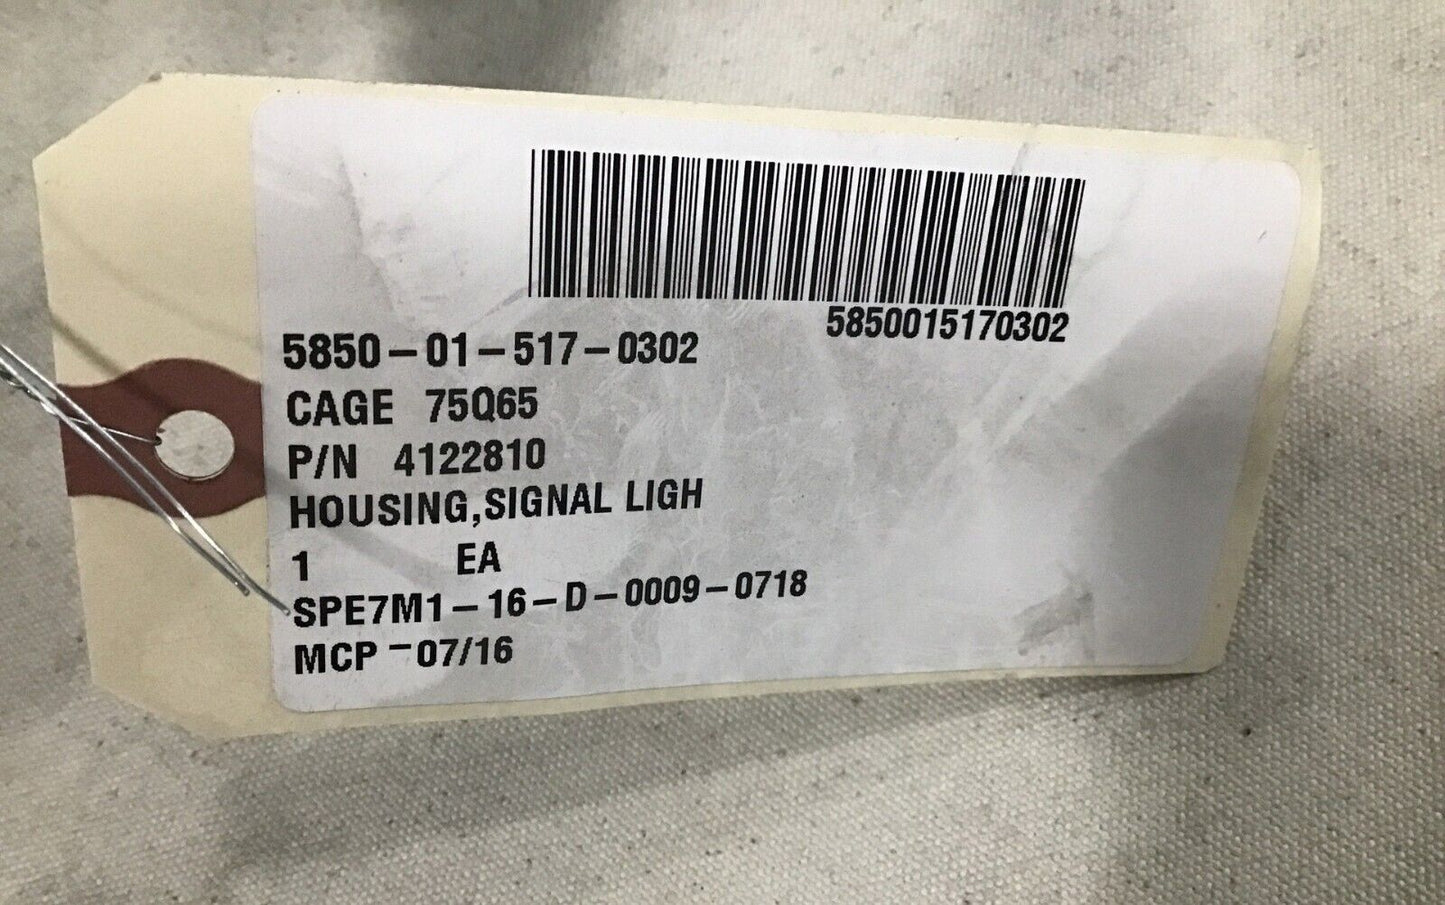 5850015170302
5850-01-517-0302
CAGE 75Q65
P/N 4122810
HOUSING,SIGNAL LIGH
1 EA
SPE7M1-16-D-0009-0718
MCP -07/16